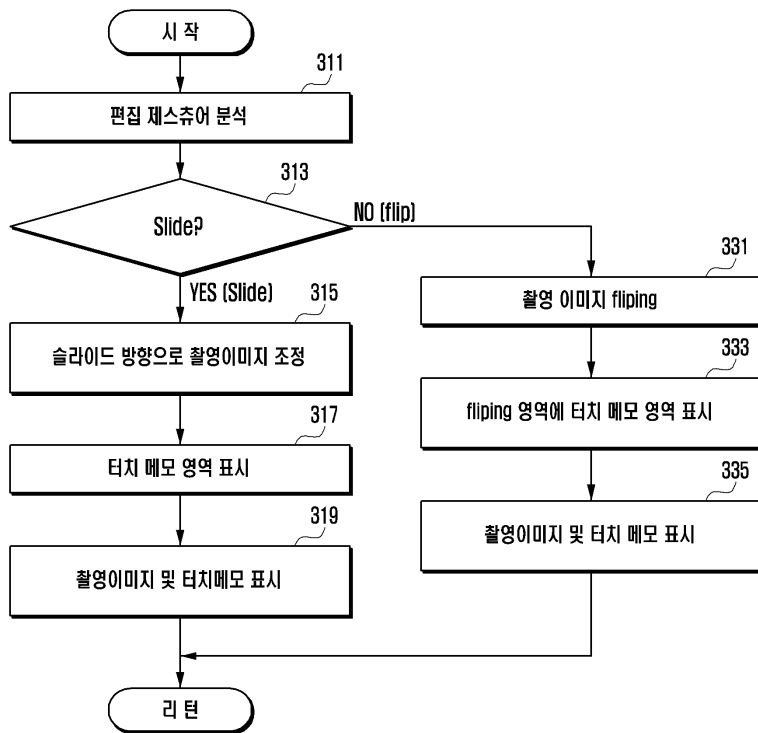 시 작
311
편집 제스츄어 분석
313
Slide?
NO (flip)
YES (Slide)
315
슬라이드 방향으로 촬영이미지 조정
317
터치 메모 영역 표시
319
촬영이미지 및 터치메모 표시
331
촬영 이미지 fliping
333
fliping 영역에 터치 메모 영역 표시
335
촬영이미지 및 터치 메모 표시
리 턴